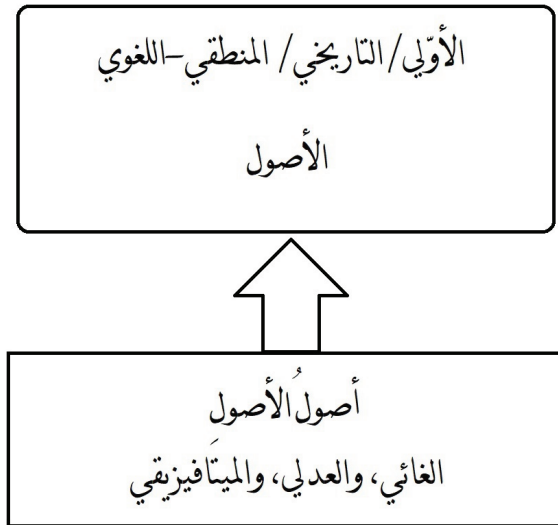 الأوّلي/ التاريخي/ المنطقي–اللغوي
الأصول
أصولُ الأصول
الغائي، والعدلي، والميتَافيزيقي